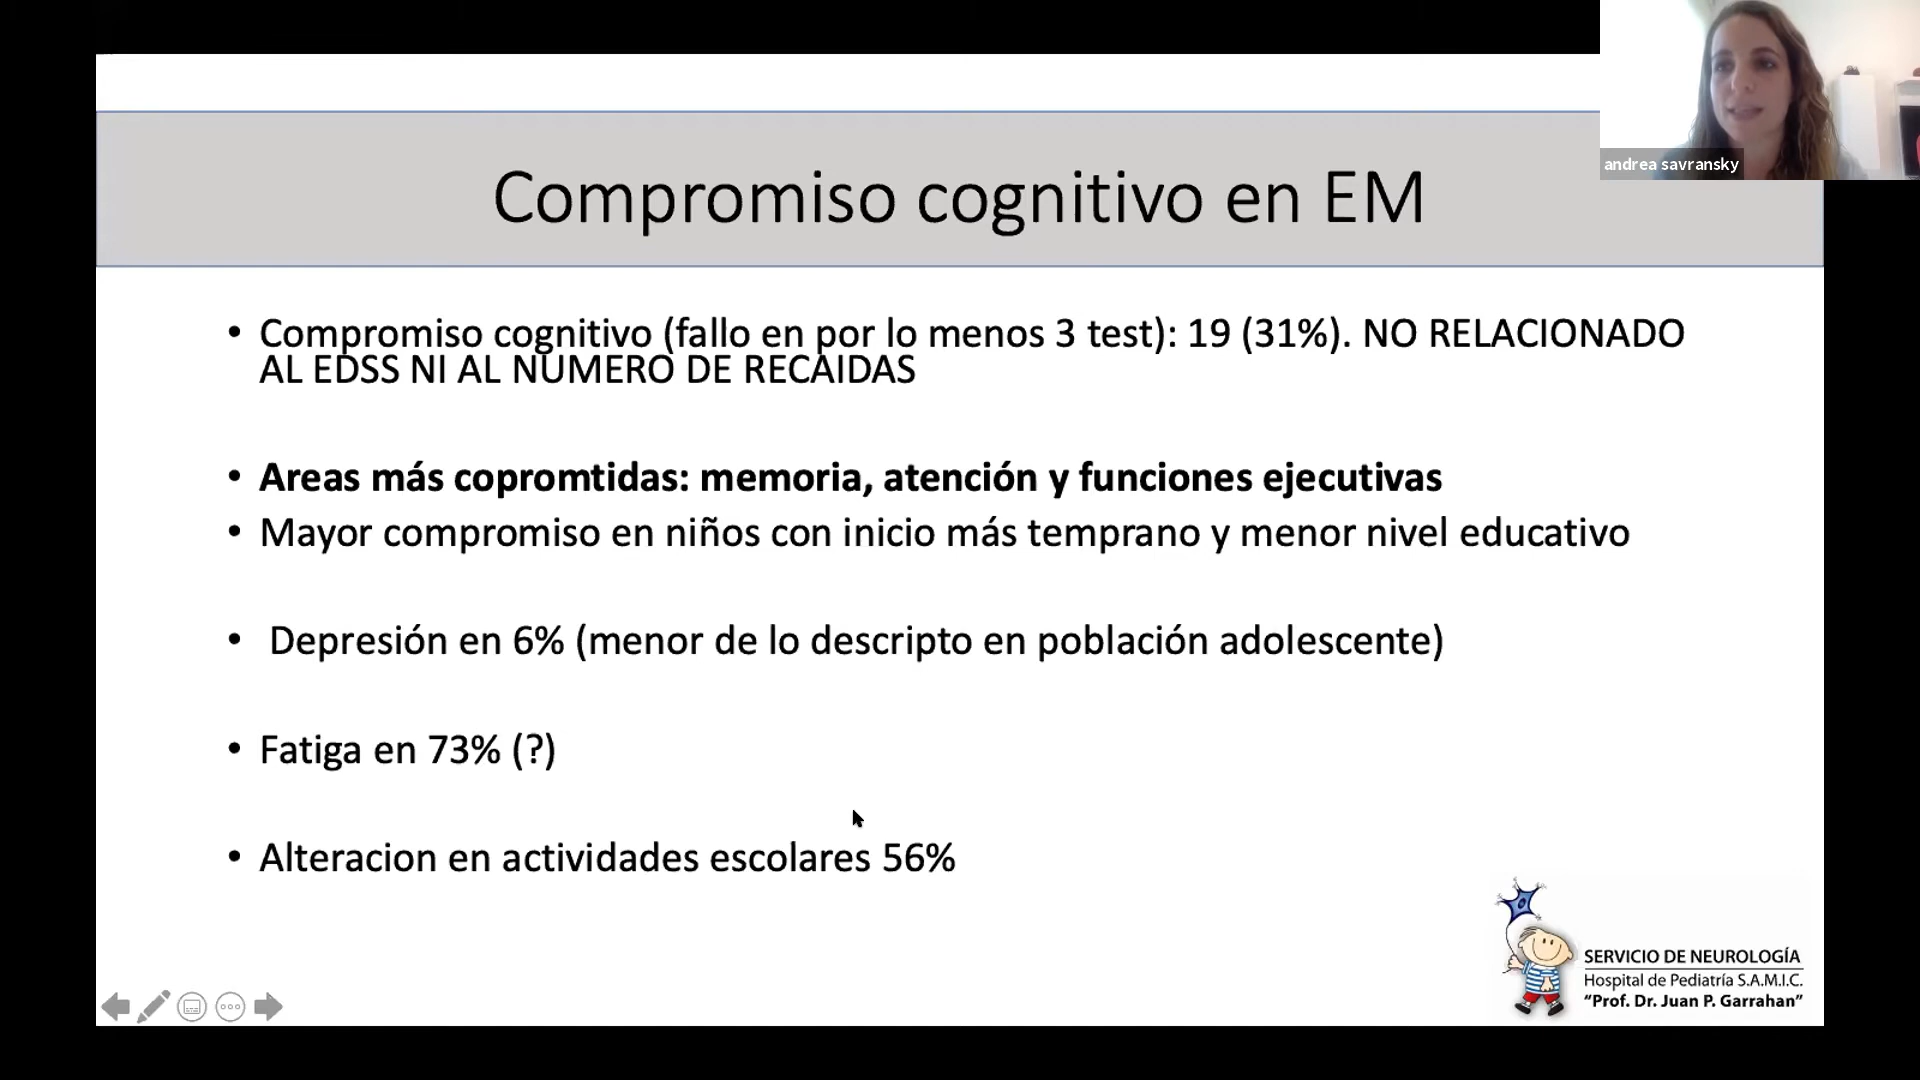 andrea savransky
Compromiso cognitivo en EM
• Compromiso cognitivo (fallo en por lo menos 3 test): 19 (31%). NO RELACIONADO
AL EDSS NI AL NUMERO DE RECAIDAS
• Areas más copromtidas: memoria, atención y funciones ejecutivas
• Mayor compromiso en niños con inicio más temprano y menor nivel educativo
• Depresión en 6% (menor de lo descripto en población adolescente)
• Fatiga en 73% (?)
• Alteracion en actividades escolares 56%
SERVICIO DE NEUROLOGÍA
Hospital de Pediatría S.A.M.I.C.
“Prof. Dr. Juan P. Garrahan”